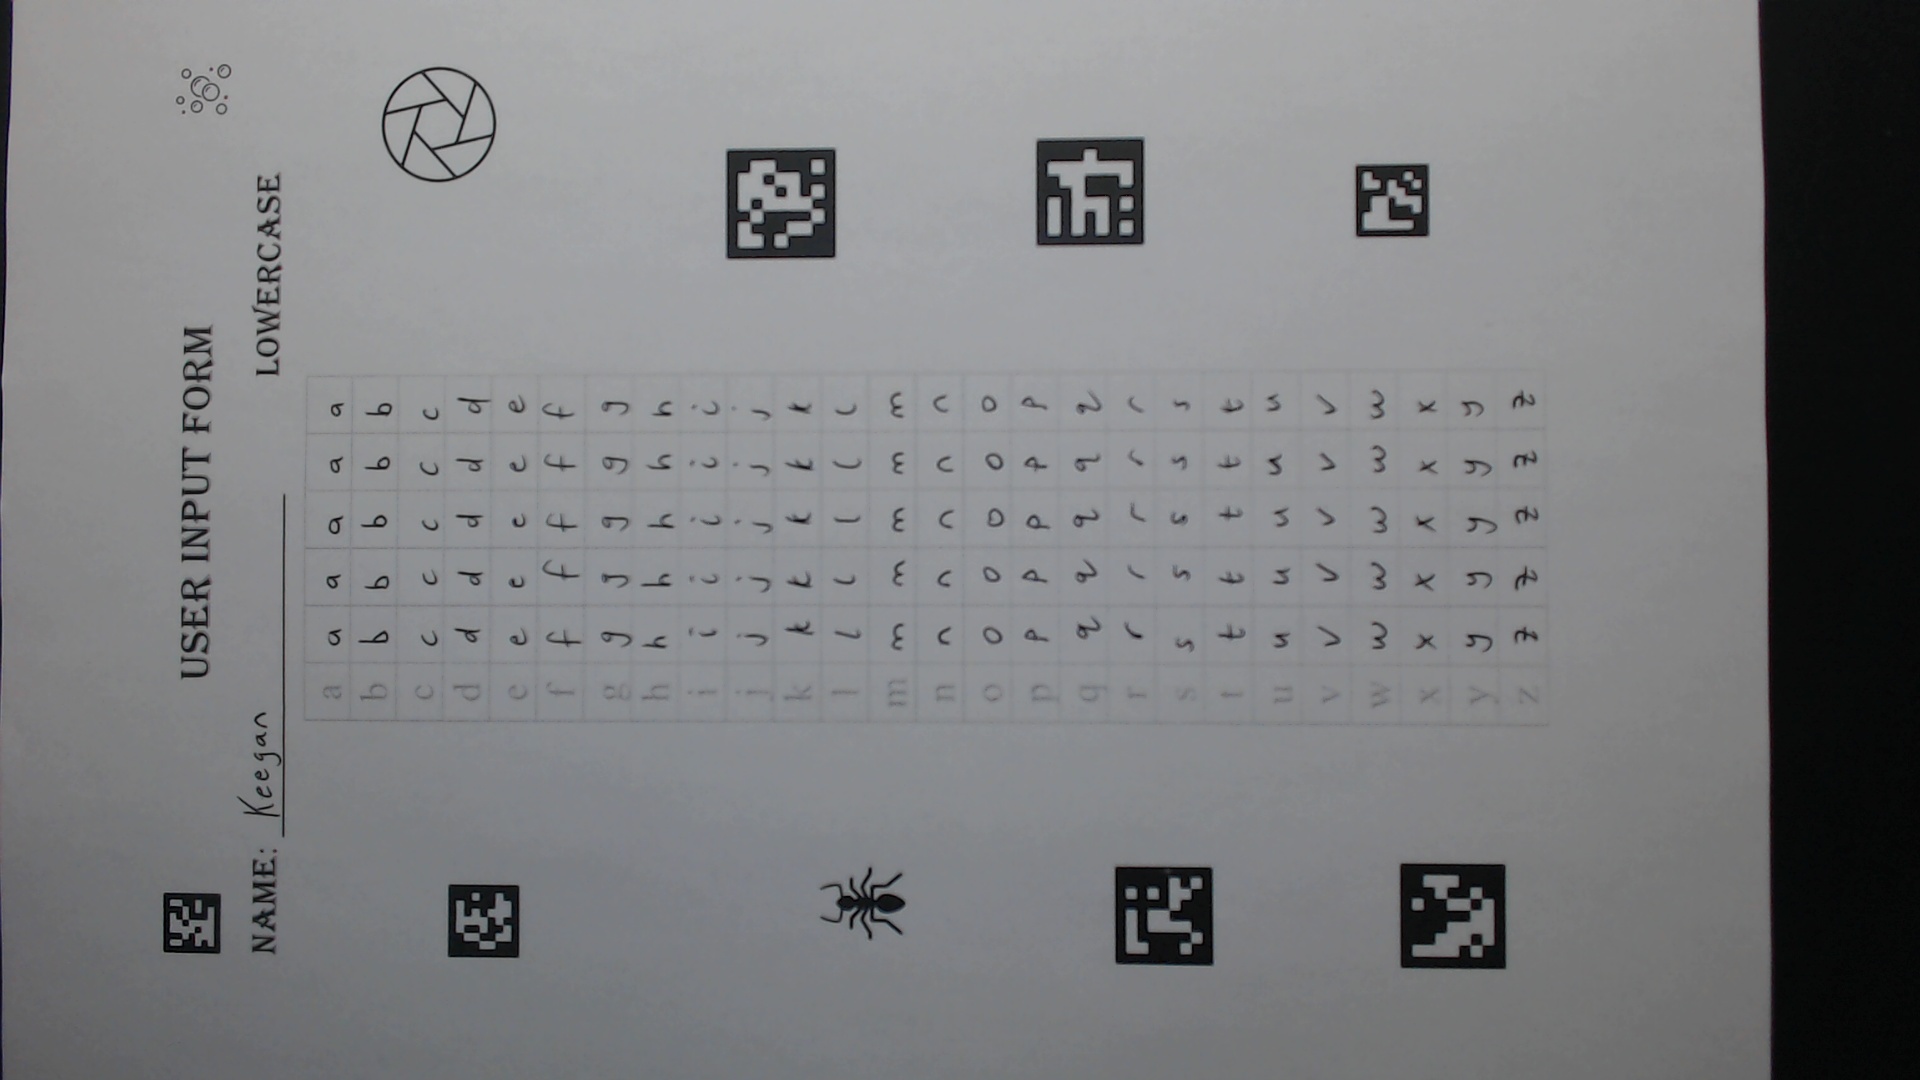 USER INPUT FORM
NAME: Keegan LOWERCASE
a a a a a a
b b b b b b
c c c c c c
d d d d d d
e e e e e e
f f f f f f
g g g g g g
h h h h h h
i i i i i i
j j j j j j
k k k k k k
l l l l l l
m m m m m m
n n n n n n
o o o o o o
p p p p p p
q q q q q q
r r r r r r
s s s s s s
t t t t t t
u u u u u u
v v v v v v
w w w w w w
x x x x x x
y y y y y y
z z z z z z